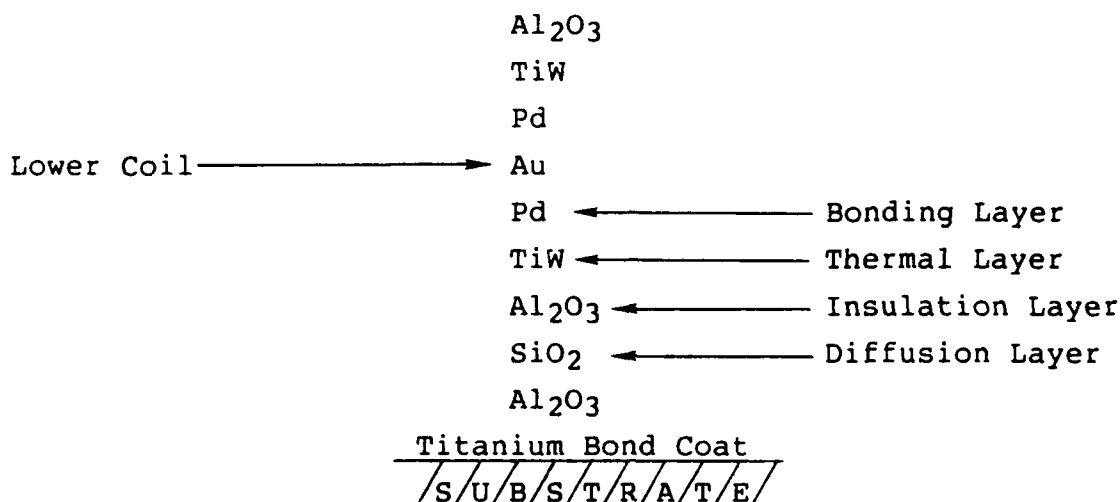 Al₂O₃
TiW
Pd
Lower Coil Au
Pd Bonding Layer
TiW Thermal Layer
Al₂O₃ Insulation Layer
SiO₂ Diffusion Layer
Al₂O₃
Titanium Bond Coat
/S/U/B/S/T/R/A/T/E/